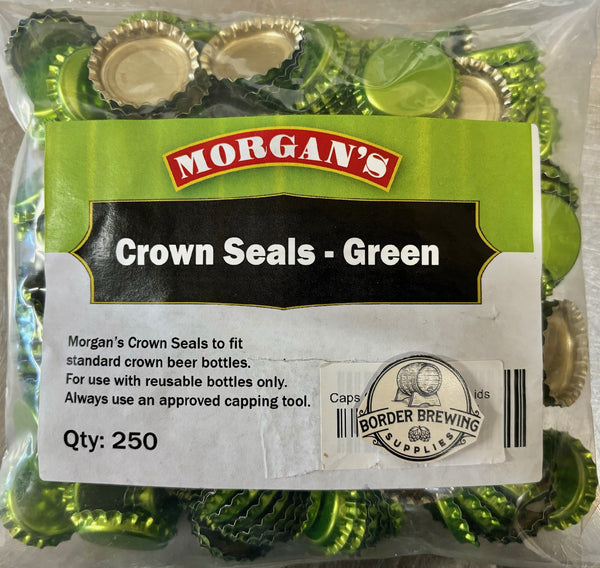 MORGAN'S
Crown Seals - Green
Morgan's Crown Seals to fit
standard crown beer bottles.
For use with reusable bottles only.
Always use an approved capping tool.
Qty: 250
Caps
BORDER BREWING
SUPPLIES